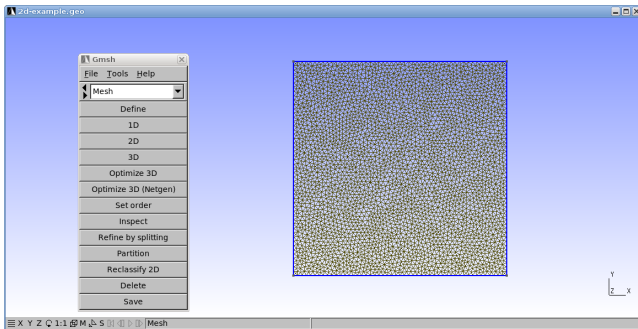 2d-example.geo
Gmsh
File Tools Help
Mesh
Define
1D
2D
3D
Optimize 3D
Optimize 3D (Netgen)
Set order
Inspect
Refine by splitting
Partition
Reclassify 2D
Delete
Save
Y
Z X
X Y Z 1:1 M S Mesh